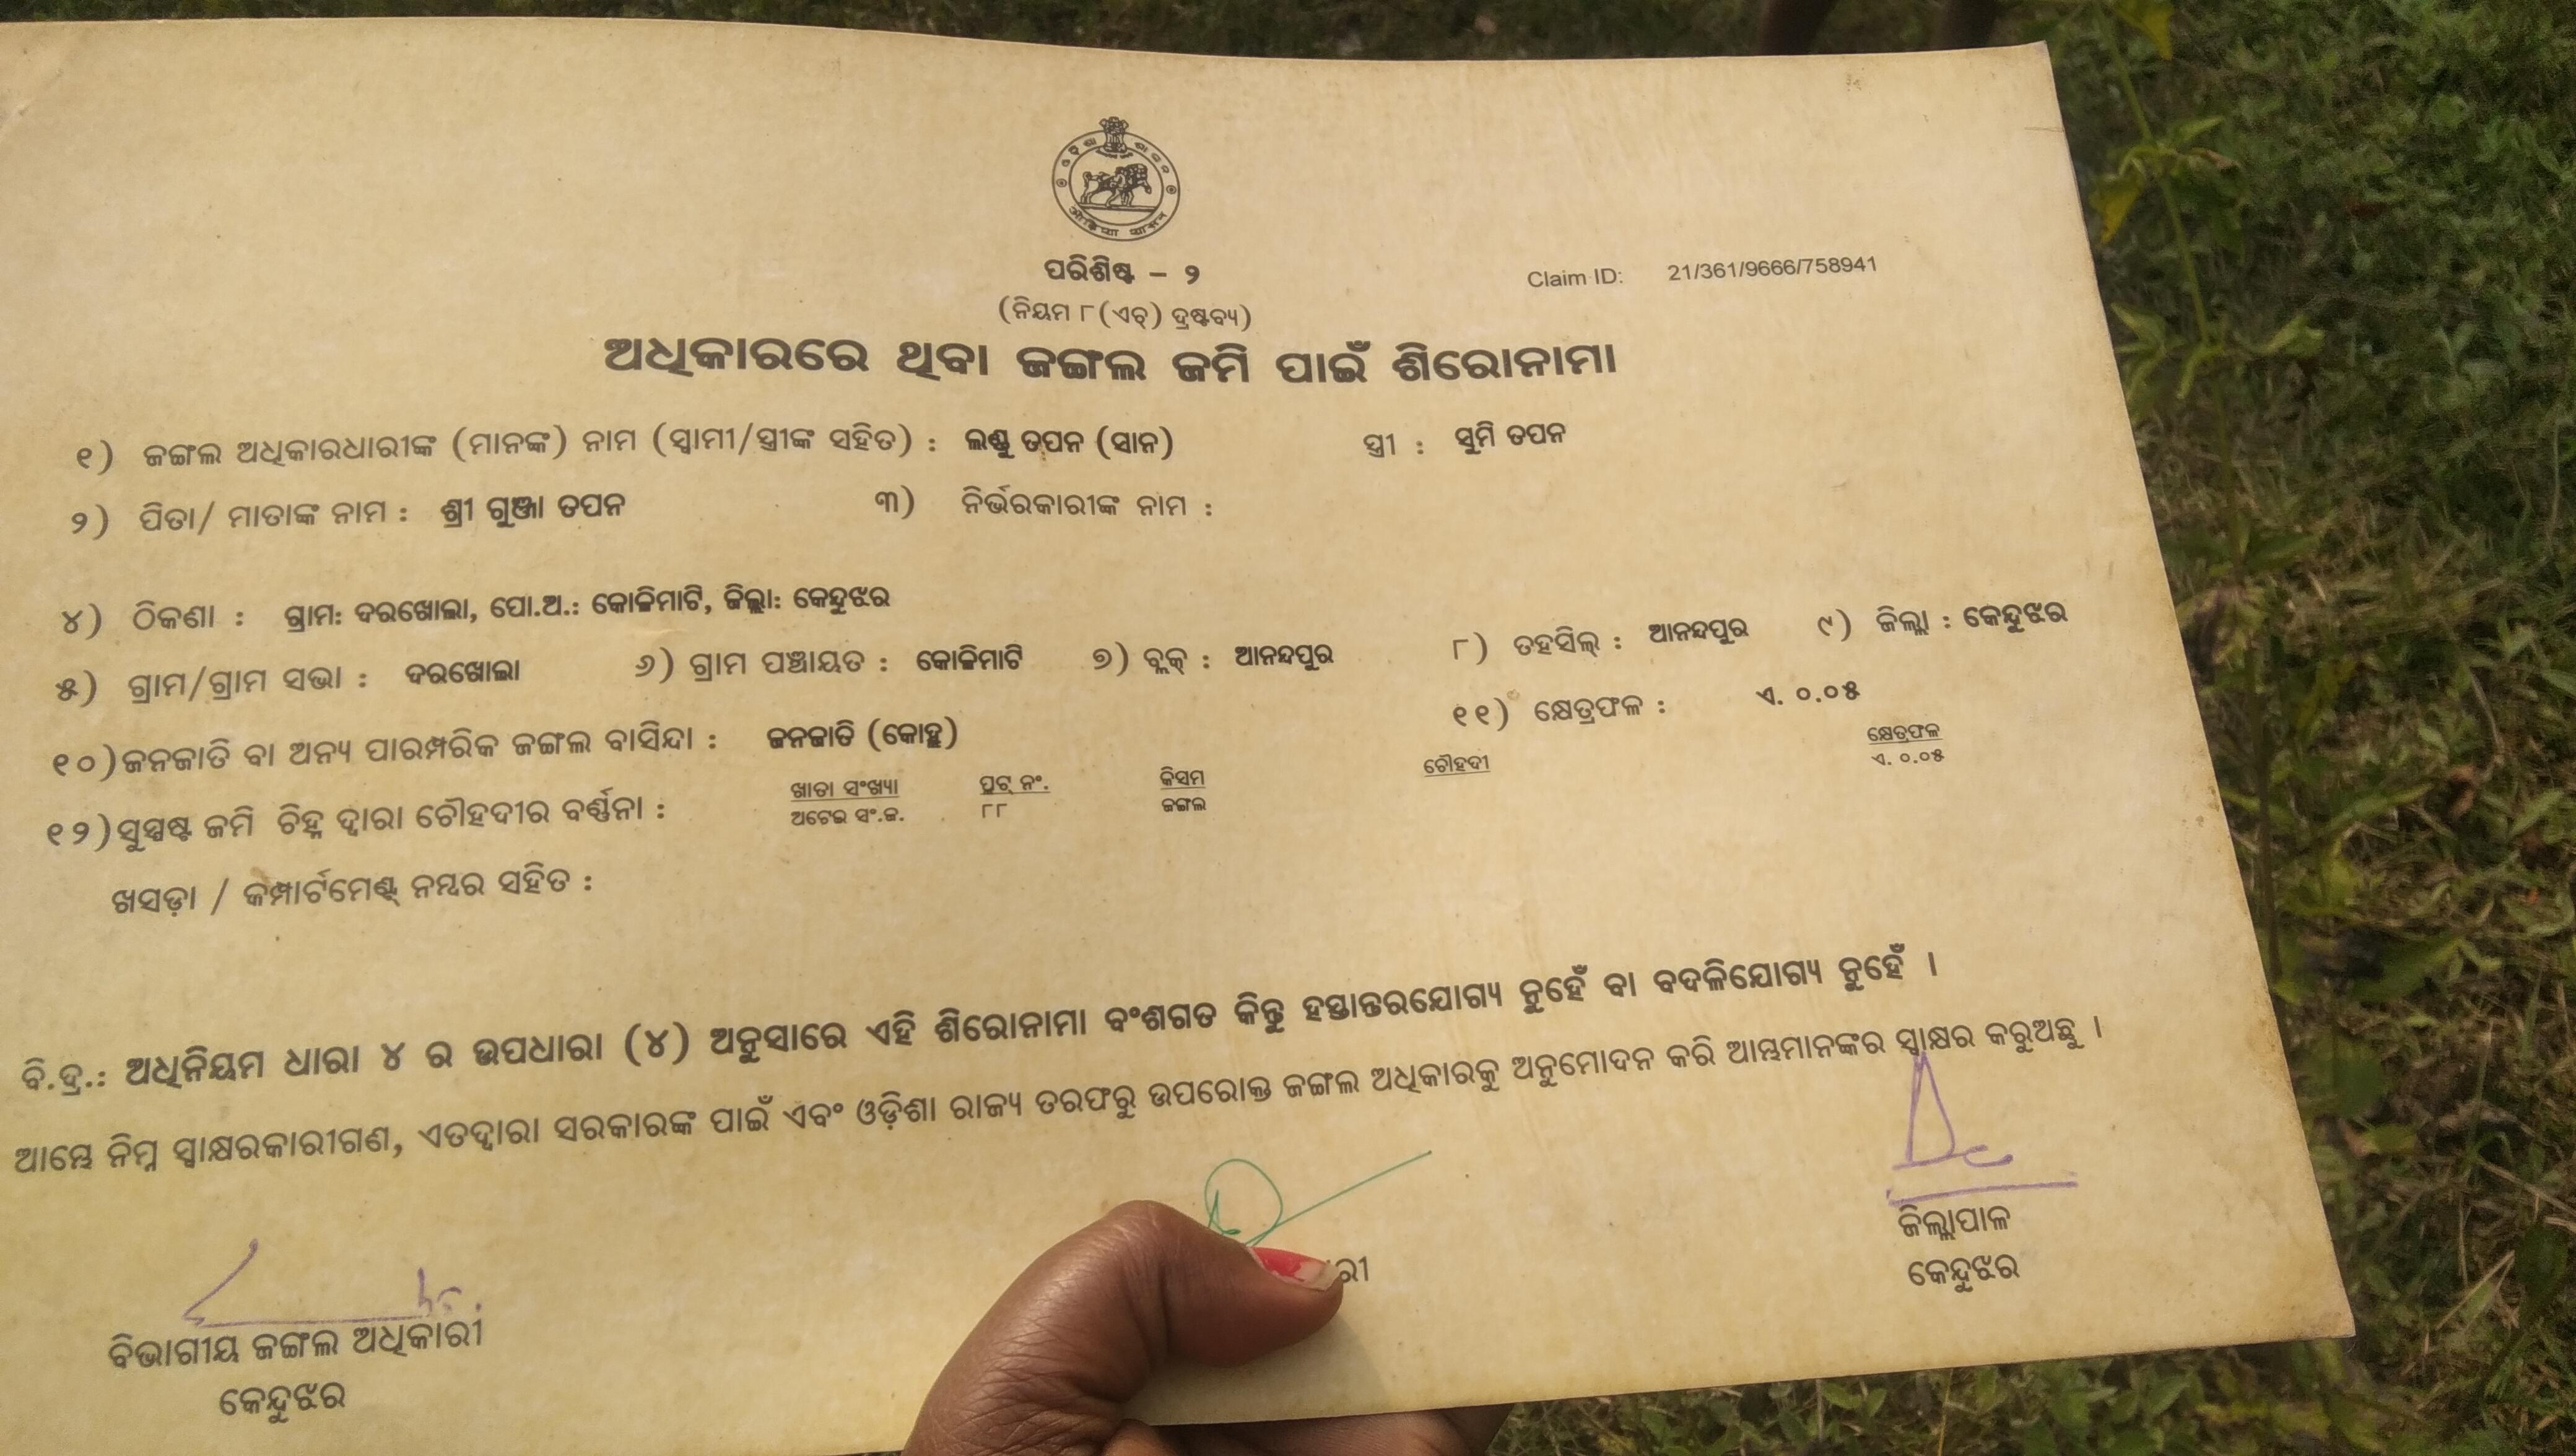 ପରିଶିଷ୍ଟ – ୨
Claim ID: 21/361/9666/758941
(ନିୟମ ୮(ଏଚ୍) ଦ୍ରଷ୍ଟବ୍ୟ)
ଅଧିକାରରେ ଥିବା ଜଙ୍ଗଲ ଜମି ପାଇଁ ଶିରୋନାମା
୧) ଜଙ୍ଗଲ ଅଧିକାରଧାରୀଙ୍କ (ମାନଙ୍କ) ନାମ (ସ୍ୱାମୀ/ସ୍ତ୍ରୀଙ୍କ ସହିତ) : ଲଣ୍ଡୁ ତପନ (ସାନ) ସ୍ତ୍ରୀ : ସୁମି ତପନ
୨) ପିତା/ ମାତାଙ୍କ ନାମ : ଶ୍ରୀ ଗୁଞ୍ଜା ତପନ ୩) ନିର୍ଭରକାରୀଙ୍କ ନାମ :
୪) ଠିକଣା : ଗ୍ରାମ: ଦରଖୋଲା, ପୋ.ଅ.: କୋଳିମାଟି, ଜିଲ୍ଲା: କେନ୍ଦୁଝର
୫) ଗ୍ରାମ/ଗ୍ରାମ ସଭା : ଦରଖୋଲା ୬) ଗ୍ରାମ ପଞ୍ଚାୟତ : କୋଳିମାଟି ୭) ବ୍ଲକ୍ : ଆନନ୍ଦପୁର ୮) ତହସିଲ୍ : ଆନନ୍ଦପୁର ୯) ଜିଲ୍ଲା : କେନ୍ଦୁଝର
୧୦)ଜନଜାତି ବା ଅନ୍ୟ ପାରମ୍ପରିକ ଜଙ୍ଗଲ ବାସିନ୍ଦା : ଜନଜାତି (କୋହ୍ଲ) ୧୧) କ୍ଷେତ୍ରଫଳ : ଏ. ୦.୦୫
୧୨)ସୁସ୍ପଷ୍ଟ ଜମି ଚିହ୍ନ ଦ୍ୱାରା ଚୌହଦୀର ବର୍ଣ୍ଣନା : ଖାତା ସଂଖ୍ୟା ପ୍ଲଟ୍ ନଂ. କିସମ ଚୌହଦୀ କ୍ଷେତ୍ରଫଳ
ଅଟେଇ ସଂ.ଜ. ୮୮ ଜଙ୍ଗଲ ଏ. ୦.୦୫
ଖସଡ଼ା / କମ୍ପାର୍ଟମେଣ୍ଟ୍ ନମ୍ବର ସହିତ :
ବି.ଦ୍ର.: ଅଧିନିୟମ ଧାରା ୪ ର ଉପଧାରା (୪) ଅନୁସାରେ ଏହି ଶିରୋନାମା ବଂଶଗତ କିନ୍ତୁ ହସ୍ତାନ୍ତରଯୋଗ୍ୟ ନୁହେଁ ବା ବଦଳିଯୋଗ୍ୟ ନୁହେଁ ।
ଆମ୍ଭେ ନିମ୍ନ ସ୍ୱାକ୍ଷରକାରୀଗଣ, ଏତଦ୍ୱାରା ସରକାରଙ୍କ ପାଇଁ ଏବଂ ଓଡ଼ିଶା ରାଜ୍ୟ ତରଫରୁ ଉପରୋକ୍ତ ଜଙ୍ଗଲ ଅଧିକାରକୁ ଅନୁମୋଦନ କରି ଆମ୍ଭମାନଙ୍କର ସ୍ୱାକ୍ଷର କରୁଅଛୁ ।
ବିଭାଗୀୟ ଜଙ୍ଗଲ ଅଧିକାରୀ
କେନ୍ଦୁଝର
ଜିଲ୍ଲାପାଳ
କେନ୍ଦୁଝର